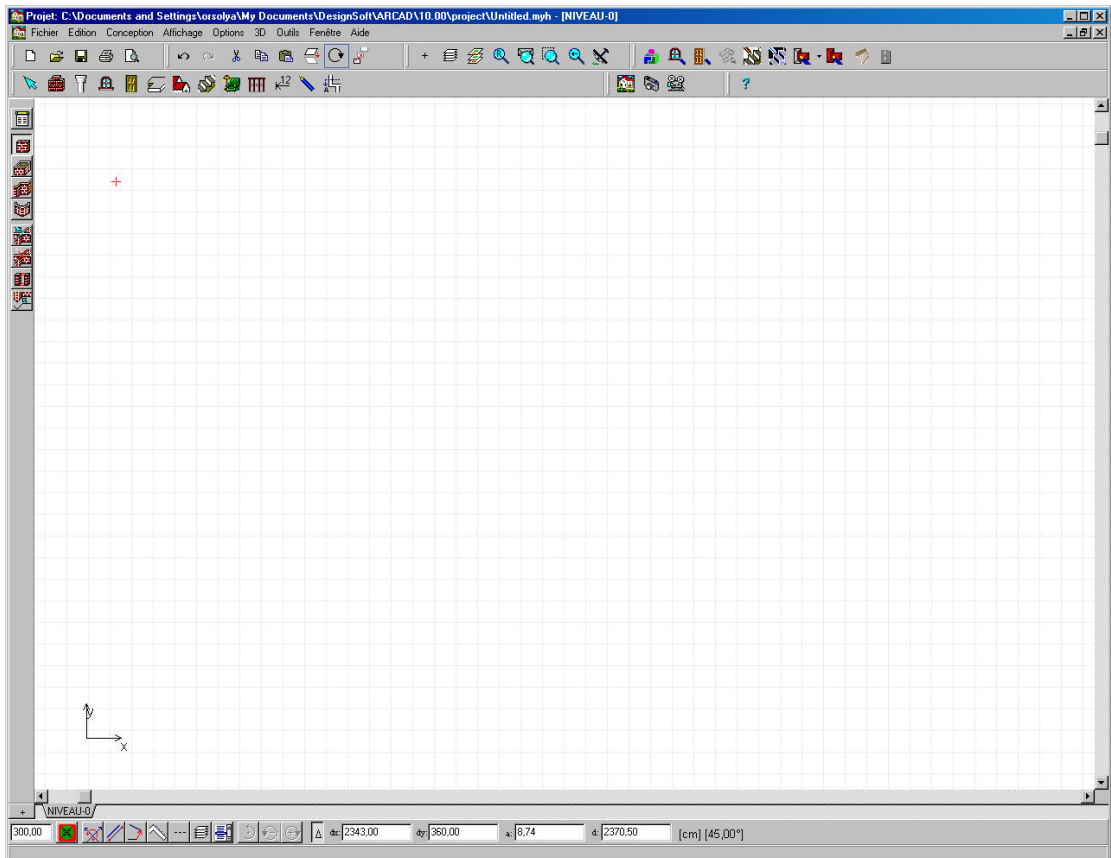 Projet: C:\Documents and Settings\orsolya\My Documents\DesignSoft\ARCAD\10.00\project\Untitled.myh - [NIVEAU-0]
Fichier Edition Conception Affichage Options 3D Outils Fenêtre Aide
12
?
y
x
NIVEAU-0
300,00 Δ dx: 2343,00 dy: 360,00 a: 8,74 d: 2370,50 [cm] [45,00°]